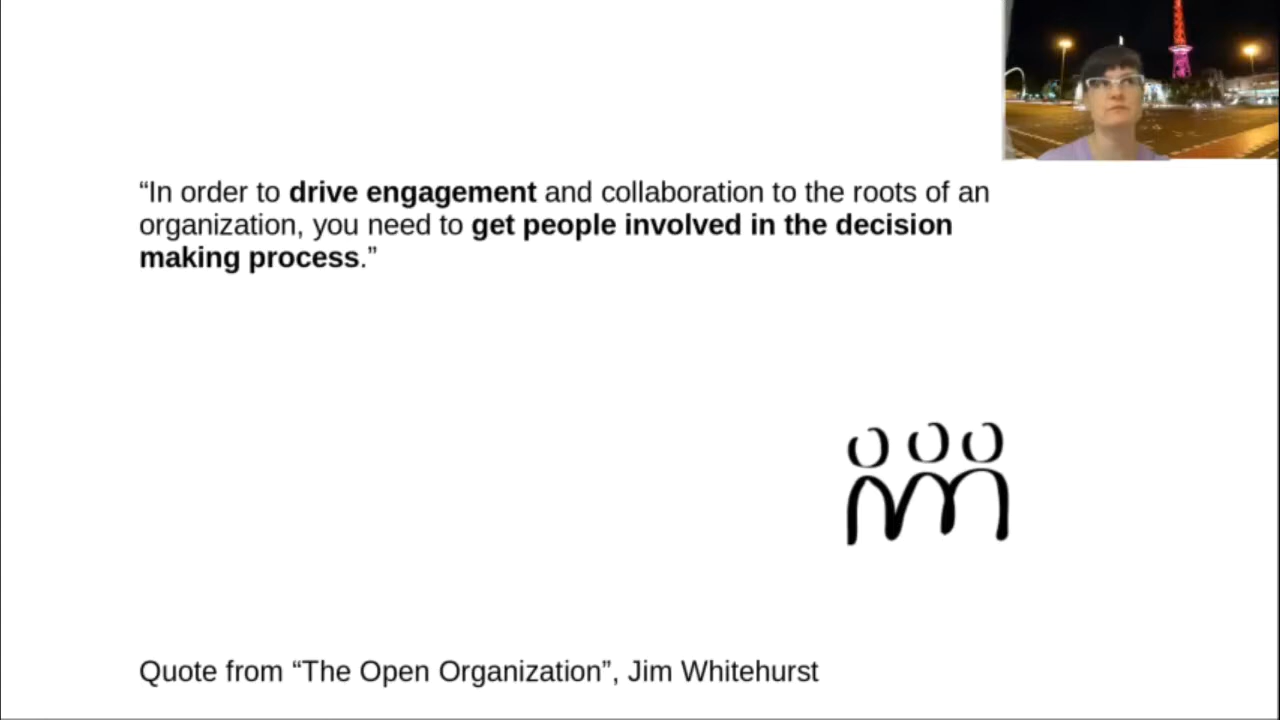 “In order to drive engagement and collaboration to the roots of an
organization, you need to get people involved in the decision
making process.”
Quote from “The Open Organization”, Jim Whitehurst